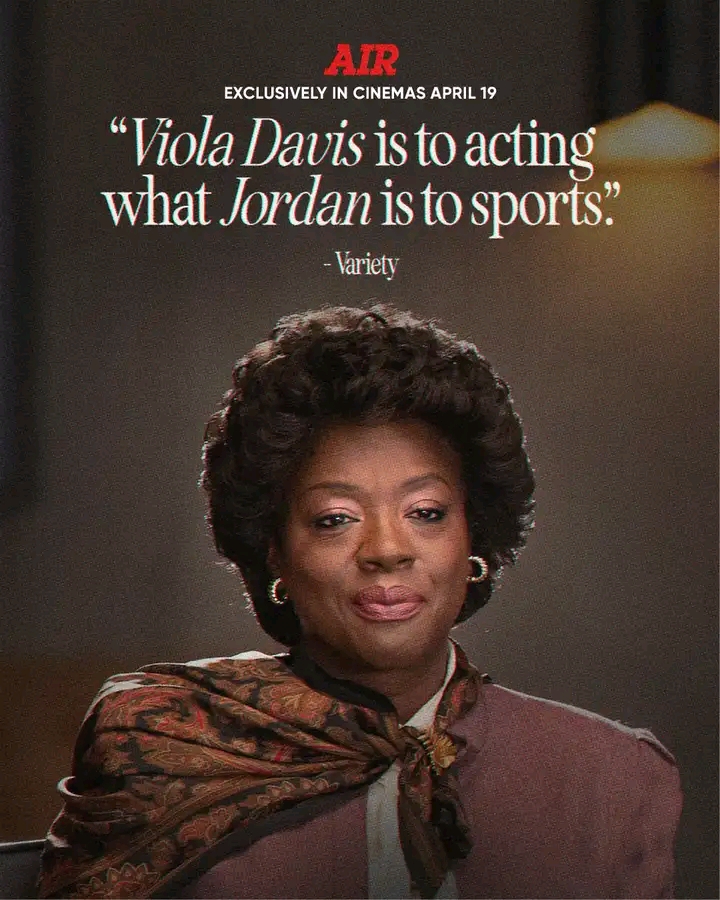 AIR
EXCLUSIVELY IN CINEMAS APRIL 19
“Viola Davis is to acting
what Jordan is to sports.”
- Variety